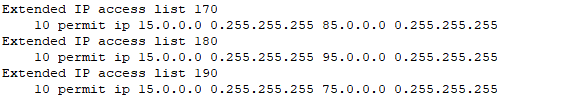 Extended IP access list 170
    10 permit ip 15.0.0.0 0.255.255.255 85.0.0.0 0.255.255.255
Extended IP access list 180
    10 permit ip 15.0.0.0 0.255.255.255 95.0.0.0 0.255.255.255
Extended IP access list 190
    10 permit ip 15.0.0.0 0.255.255.255 75.0.0.0 0.255.255.255